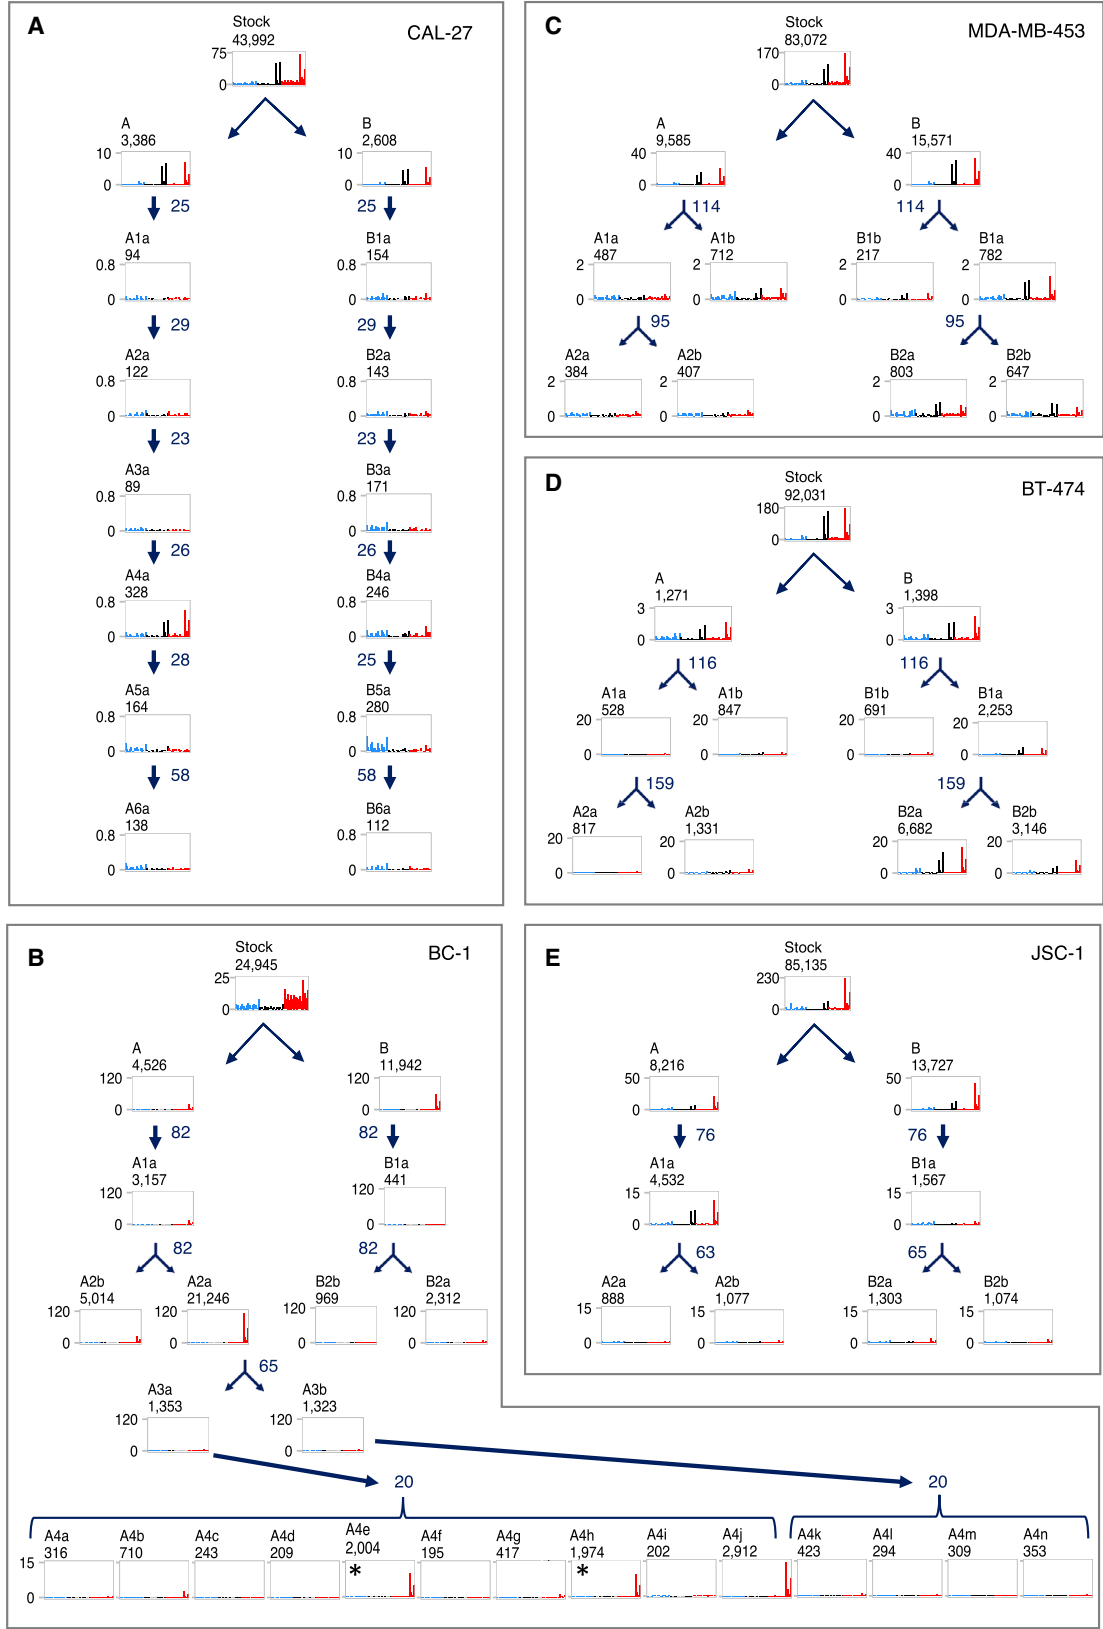 A
CAL-27
Stock
43,992
75
0
A
3,386
10
0
B
2,608
10
0
25
25
A1a
94
0.8
0
B1a
154
0.8
0
29
29
A2a
122
0.8
0
B2a
143
0.8
0
23
23
A3a
89
0.8
0
B3a
171
0.8
0
26
26
A4a
328
0.8
0
B4a
246
0.8
0
28
25
A5a
164
0.8
0
B5a
280
0.8
0
58
58
A6a
138
0.8
0
B6a
112
0.8
0
C
MDA-MB-453
Stock
83,072
170
0
A
9,585
40
0
B
15,571
40
0
114
114
A1a
487
2
0
A1b
712
2
0
B1b
217
2
0
B1a
782
2
0
95
95
A2a
384
2
0
A2b
407
2
0
B2a
803
2
0
B2b
647
2
0
D
BT-474
Stock
92,031
180
0
A
1,271
3
0
B
1,398
3
0
116
116
A1a
528
20
0
A1b
847
20
0
B1b
691
20
0
B1a
2,253
20
0
159
159
A2a
817
20
0
A2b
1,331
20
0
B2a
6,682
20
0
B2b
3,146
20
0
B
BC-1
Stock
24,945
25
0
A
4,526
120
0
B
11,942
120
0
82
82
A1a
3,157
120
0
B1a
441
120
0
82
82
A2b
5,014
120
0
A2a
21,246
120
0
B2b
969
120
0
B2a
2,312
120
0
65
A3a
1,353
120
0
A3b
1,323
120
0
20
20
A4a
316
15
0
A4b
710
A4c
243
A4d
209
A4e
2,004
*
A4f
195
A4g
417
A4h
1,974
*
A4i
202
A4j
2,912
A4k
423
A4l
294
A4m
309
A4n
353
E
JSC-1
Stock
85,135
230
0
A
8,216
50
0
B
13,727
50
0
76
76
A1a
4,532
15
0
B1a
1,567
15
0
63
65
A2a
888
15
0
A2b
1,077
15
0
B2a
1,303
15
0
B2b
1,074
15
0